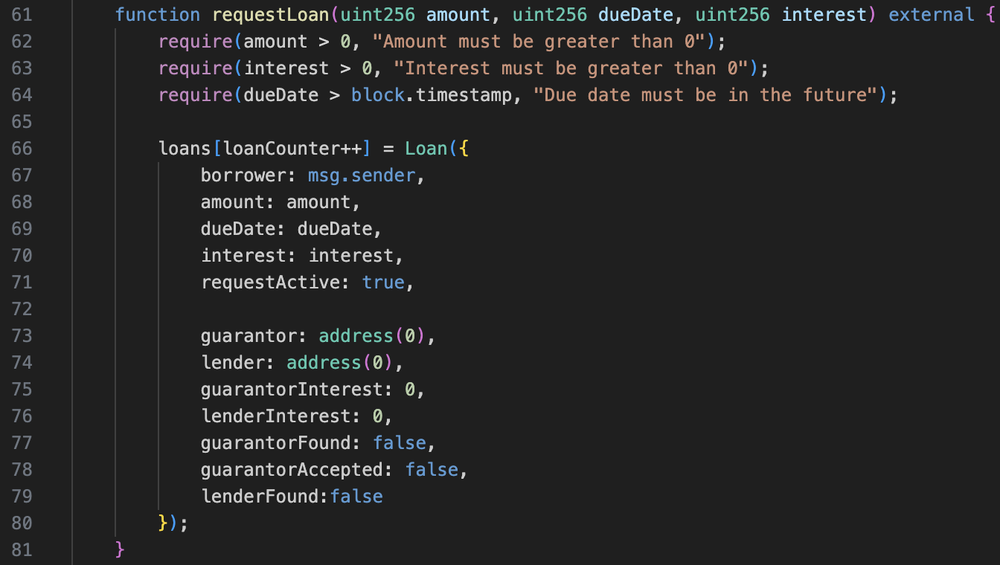 61 function requestLoan(uint256 amount, uint256 dueDate, uint256 interest) external {
62 require(amount > 0, "Amount must be greater than 0");
63 require(interest > 0, "Interest must be greater than 0");
64 require(dueDate > block.timestamp, "Due date must be in the future");
65
66 loans[loanCounter++] = Loan({
67 borrower: msg.sender,
68 amount: amount,
69 dueDate: dueDate,
70 interest: interest,
71 requestActive: true,
72
73 guarantor: address(0),
74 lender: address(0),
75 guarantorInterest: 0,
76 lenderInterest: 0,
77 guarantorFound: false,
78 guarantorAccepted: false,
79 lenderFound:false
80 });
81 }